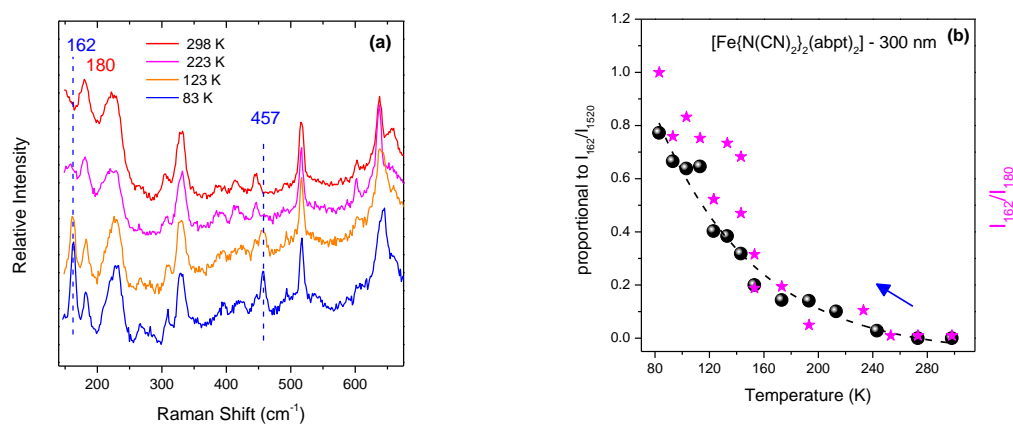 (a)
162
180
298 K
223 K
123 K
83 K
457
Relative Intensity
200 300 400 500 600
Raman Shift (cm⁻¹)
(b)
[Fe{N(CN)₂}₂(abpt)₂] - 300 nm
proportional to I₁₆₂/I₁₅₂₀
1.2
1.0
0.8
0.6
0.4
0.2
0.0
80 120 160 200 240 280
Temperature (K)
I₁₆₂/I₁₈₀